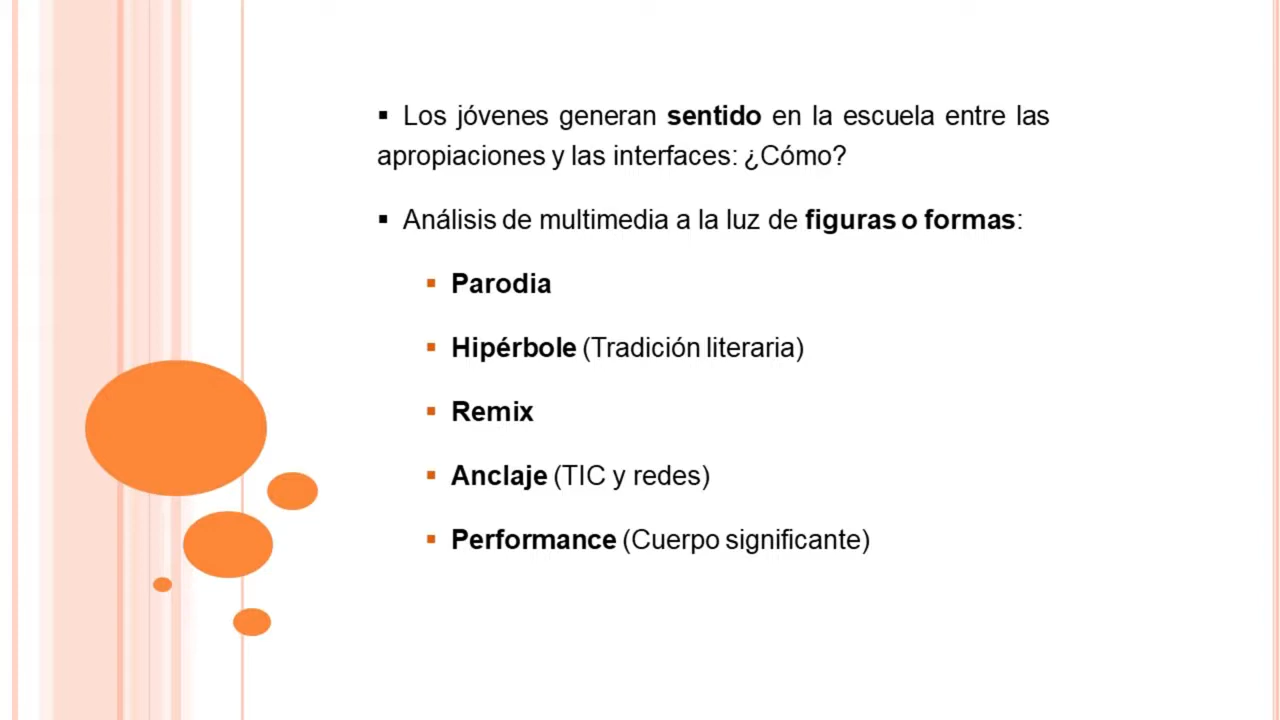 ▪ Los jóvenes generan sentido en la escuela entre las
apropiaciones y las interfaces: ¿Cómo?
▪ Análisis de multimedia a la luz de figuras o formas:
▪ Parodia
▪ Hipérbole (Tradición literaria)
▪ Remix
▪ Anclaje (TIC y redes)
▪ Performance (Cuerpo significante)